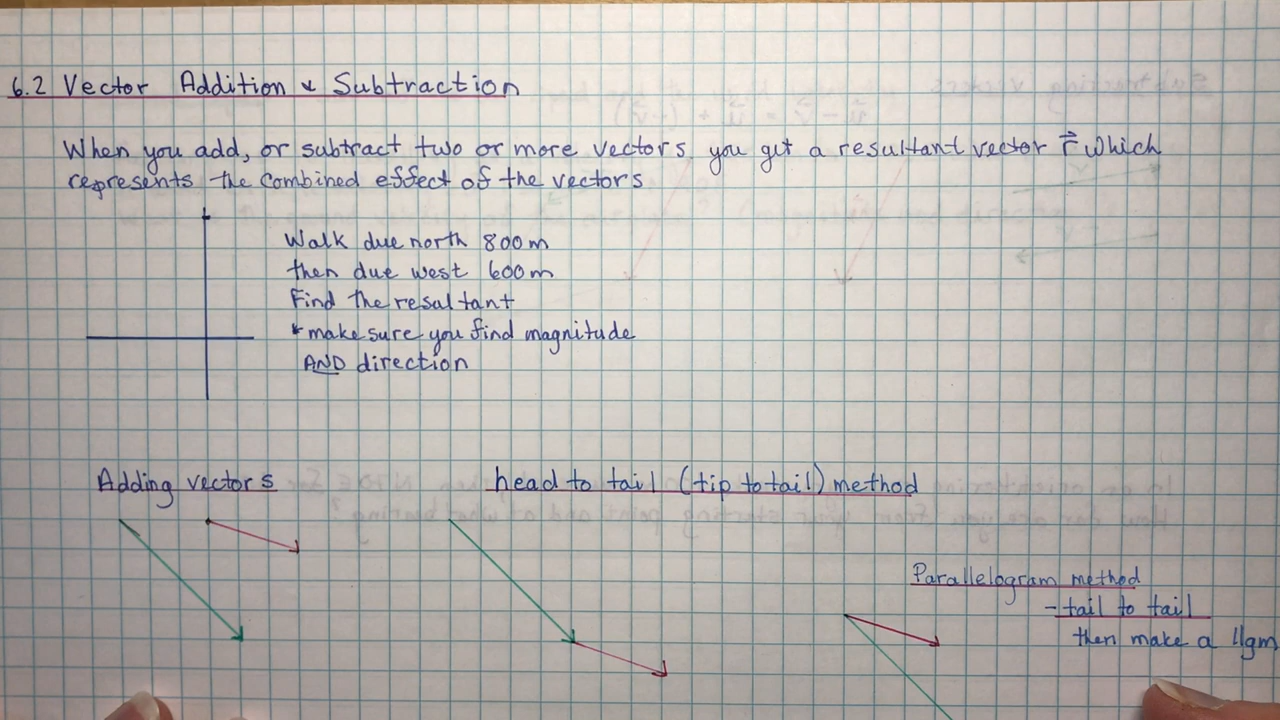 6.2 Vector Addition & Subtraction
When you add, or subtract two or more vectors you get a resultant vector r⃗ which
represents the combined effect of the vectors
Walk due north 800m
then due west 600m
Find the resultant
* make sure you find magnitude
AND direction
Adding vectors
head to tail (tip to tail) method
Parallelogram method
- tail to tail
then make a ||gm